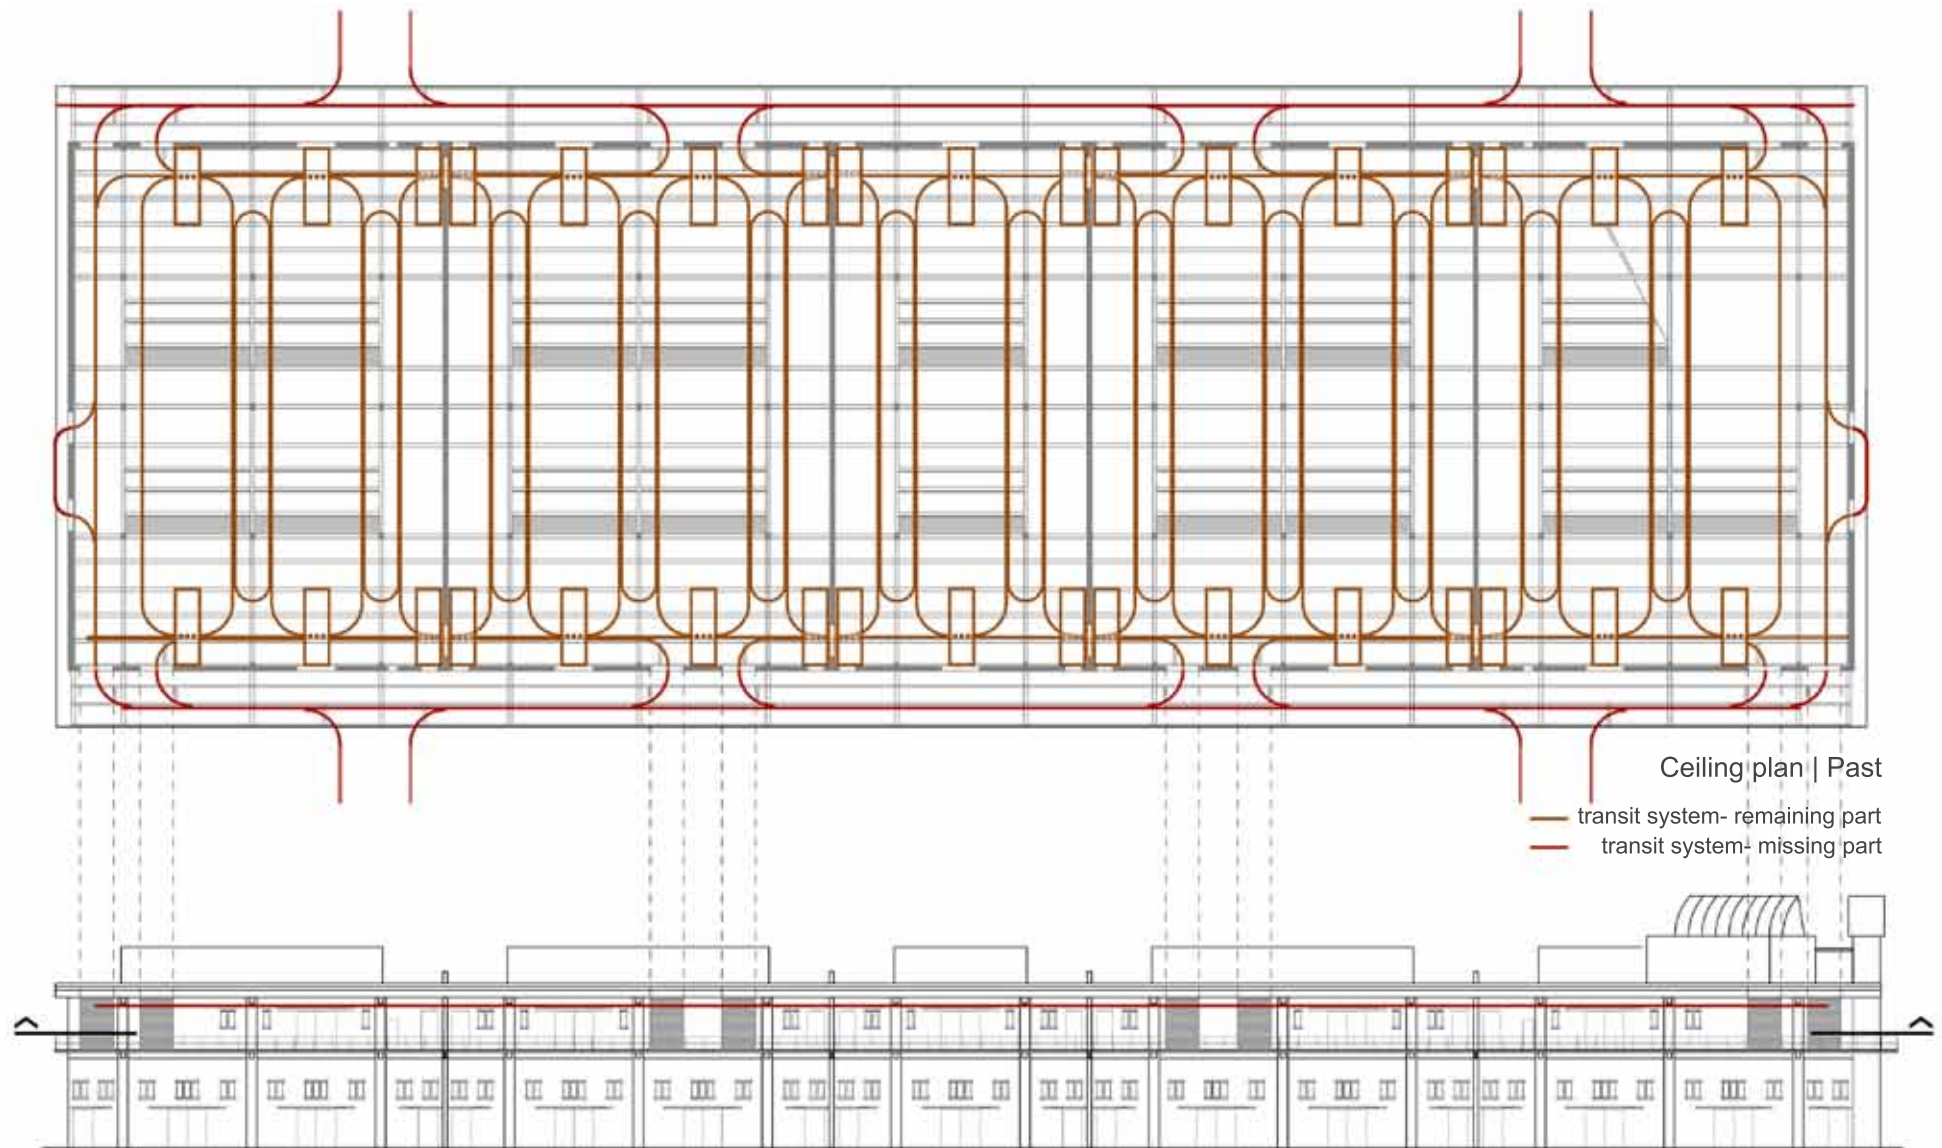 Ceiling plan | Past
transit system- remaining part
transit system- missing part